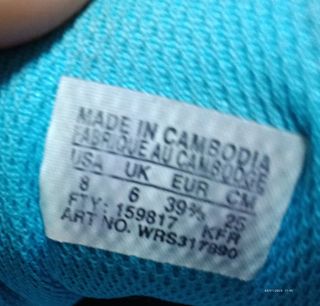 MADE IN CAMBODIA
FABRIQUE AU CAMBODGE
USA UK EUR CM
8 6 39⅔ 25
FTY: 159817 KFR
ART NO. WRS317890